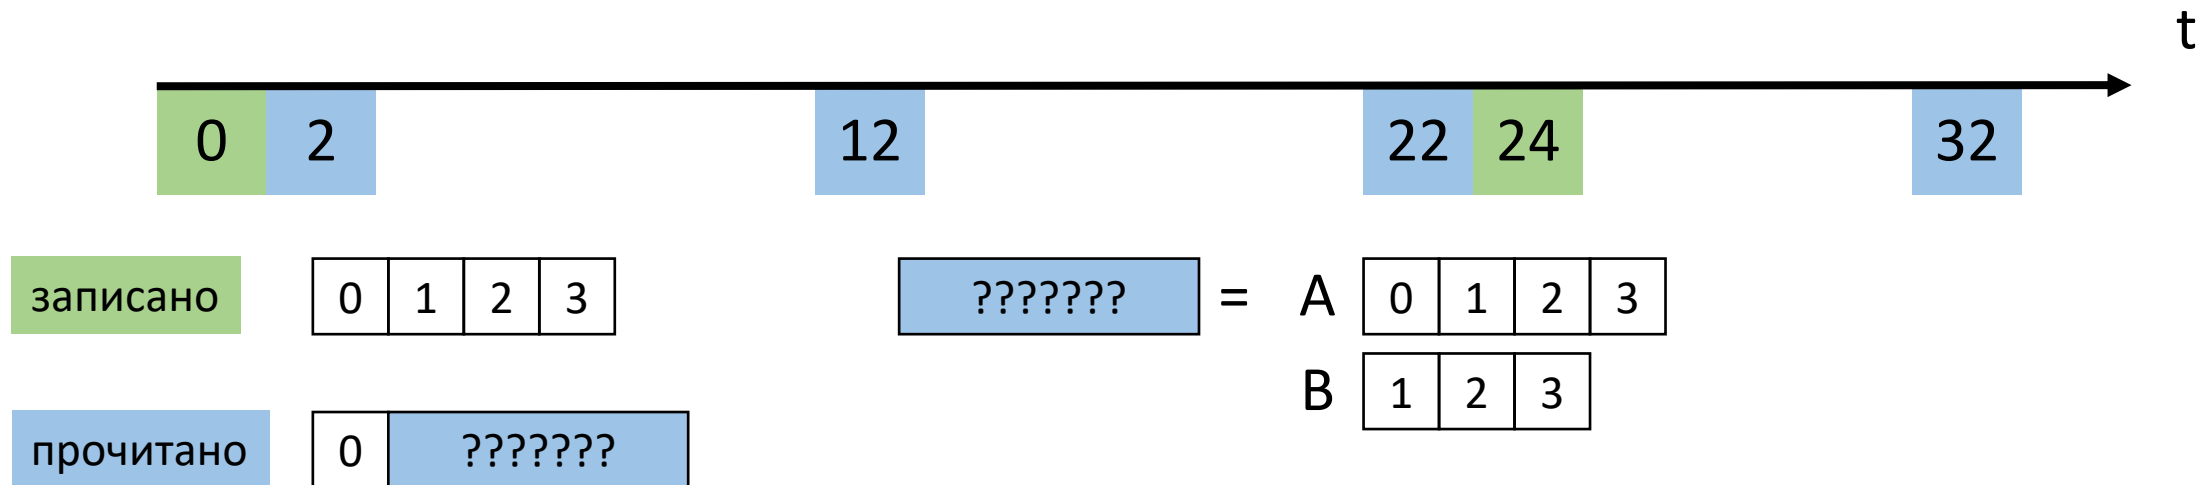 t
0 2 12 22 24 32
записано 0 1 2 3 ??????? = A 0 1 2 3
B 1 2 3
прочитано 0 ???????